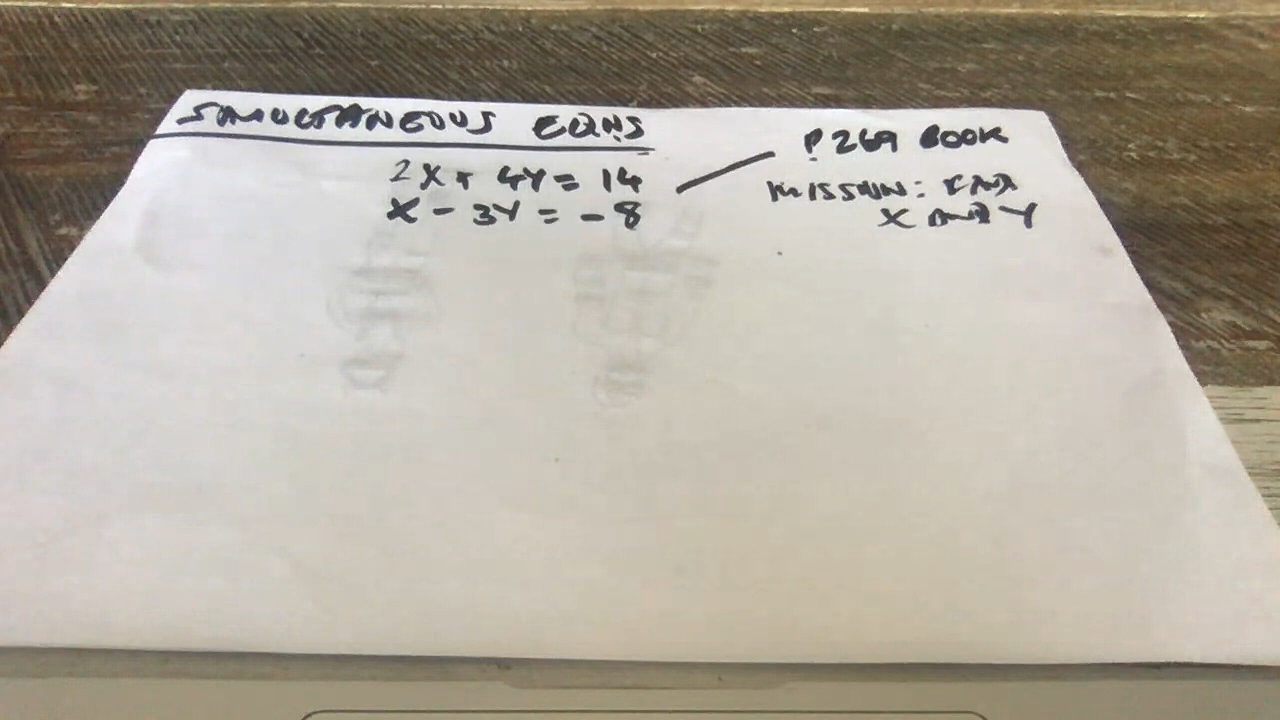 SIMULTANEOUS EQNS
2X + 4Y = 14
X - 3Y = -8
P269 BOOK
MISSION: FIND
X AND Y